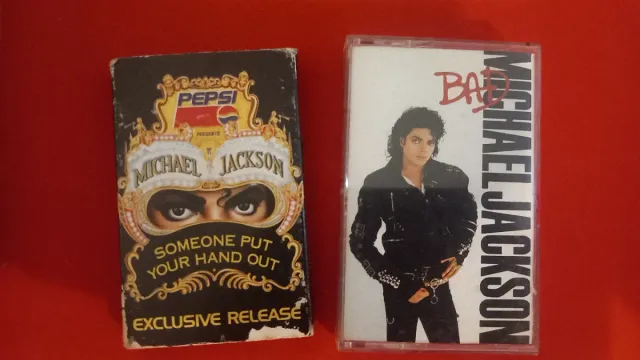 PEPSI
PRESENTS
MICHAEL JACKSON
SOMEONE PUT
YOUR HAND OUT
EXCLUSIVE RELEASE
BAD
MICHAEL JACKSON